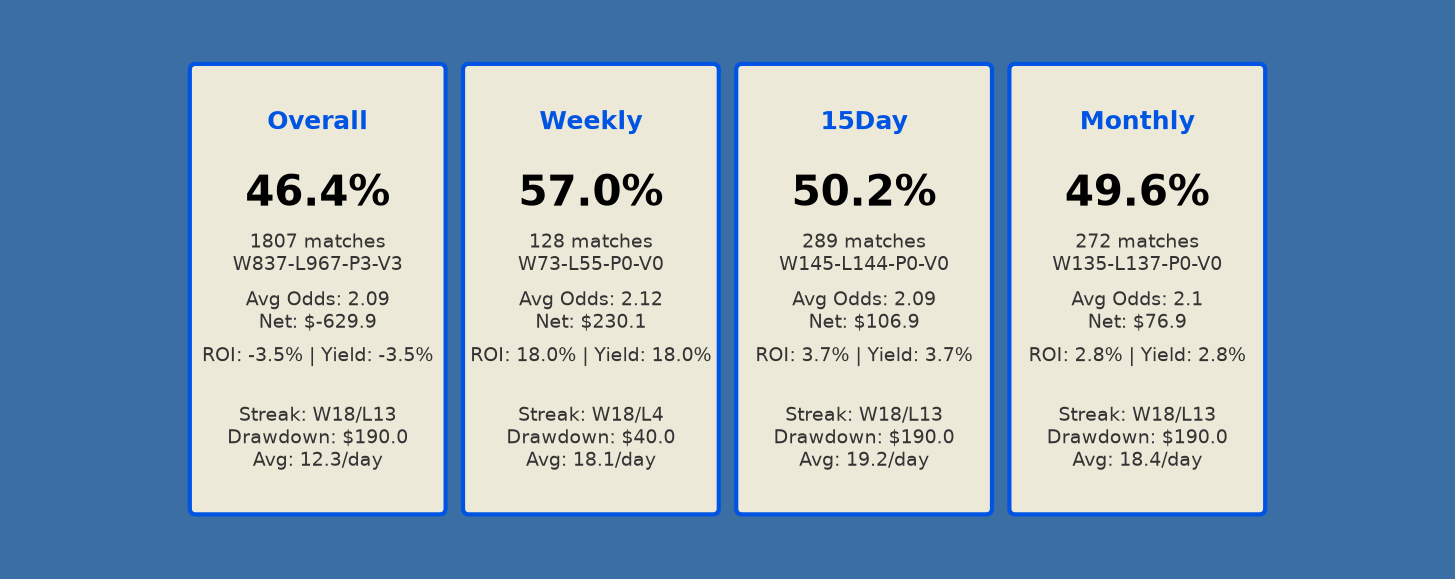 Overall
46.4%
1807 matches
W837-L967-P3-V3
Avg Odds: 2.09
Net: $-629.9
ROI: -3.5% | Yield: -3.5%
Streak: W18/L13
Drawdown: $190.0
Avg: 12.3/day
Weekly
57.0%
128 matches
W73-L55-P0-V0
Avg Odds: 2.12
Net: $230.1
ROI: 18.0% | Yield: 18.0%
Streak: W18/L4
Drawdown: $40.0
Avg: 18.1/day
15Day
50.2%
289 matches
W145-L144-P0-V0
Avg Odds: 2.09
Net: $106.9
ROI: 3.7% | Yield: 3.7%
Streak: W18/L13
Drawdown: $190.0
Avg: 19.2/day
Monthly
49.6%
272 matches
W135-L137-P0-V0
Avg Odds: 2.1
Net: $76.9
ROI: 2.8% | Yield: 2.8%
Streak: W18/L13
Drawdown: $190.0
Avg: 18.4/day